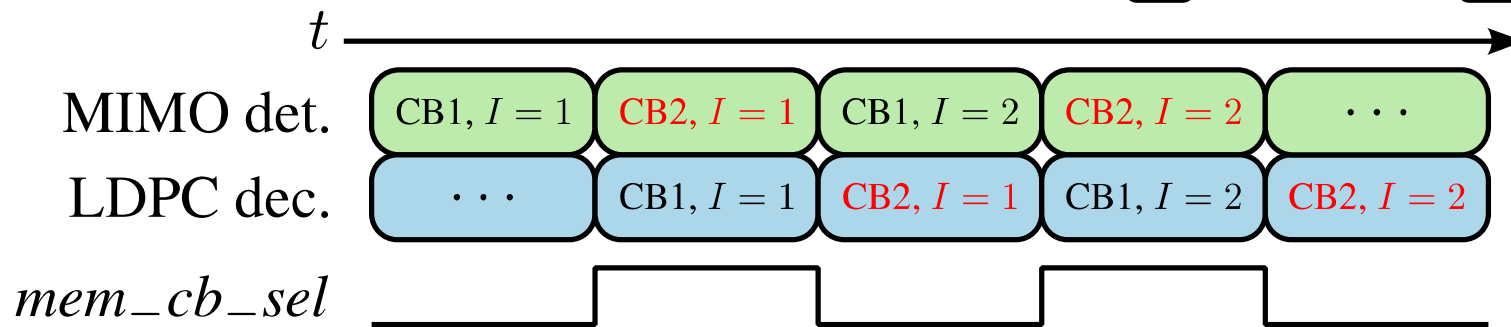 t
MIMO det. CB1, I = 1 CB2, I = 1 CB1, I = 2 CB2, I = 2 ···
LDPC dec. ··· CB1, I = 1 CB2, I = 1 CB1, I = 2 CB2, I = 2
mem_cb_sel